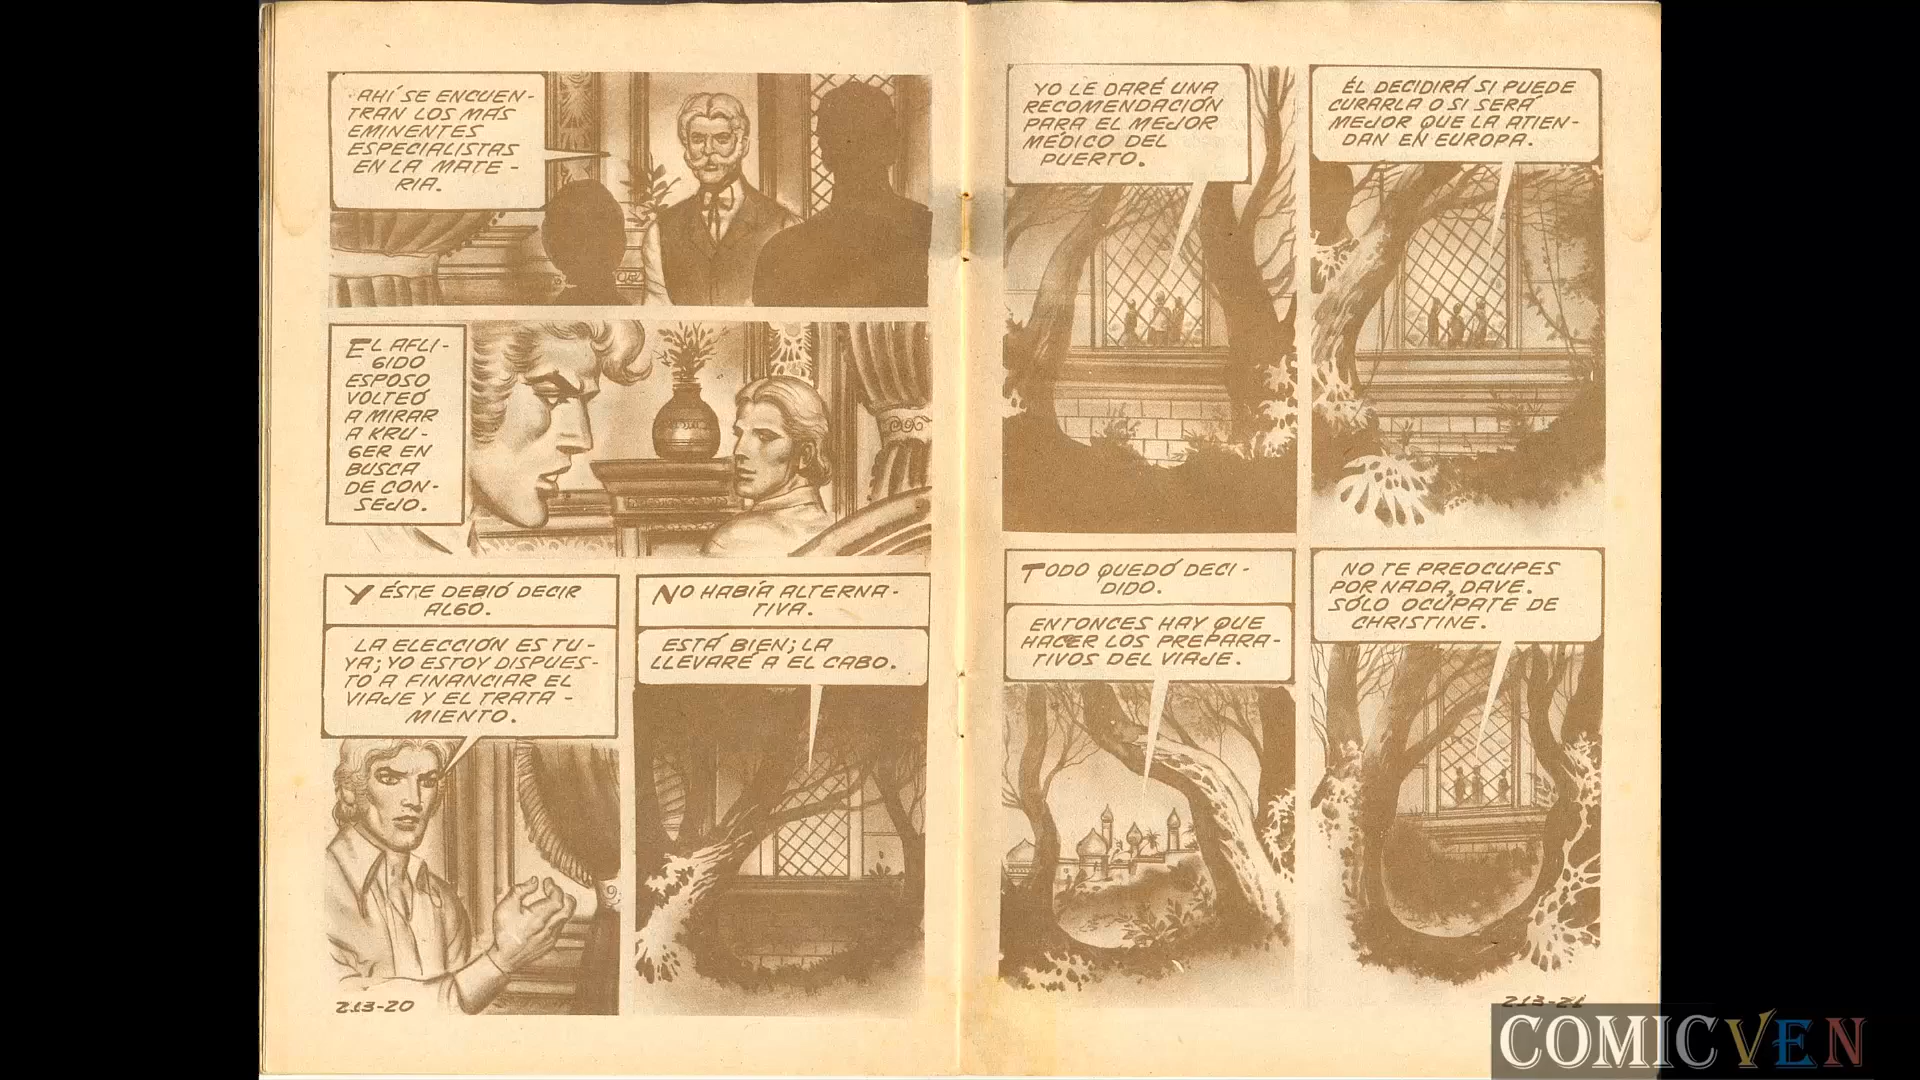 AHÍ SE ENCUEN-
TRAN LOS MÁS
EMINENTES
ESPECIALISTAS
EN LA MATE-
RIA.
EL AFLI-
GIDO
ESPOSO
VOLTEÓ
A MIRAR
A KRU-
GER EN
BUSCA
DE CON-
SEJO.
Y ÉSTE DEBIÓ DECIR
ALGO.
LA ELECCIÓN ES TU-
YA; YO ESTOY DISPUES-
TO A FINANCIAR EL
VIAJE Y EL TRATA-
MIENTO.
NO HABÍA ALTERNA-
TIVA.
ESTÁ BIEN; LA
LLEVARÉ A EL CABO.
213-20
YO LE DARÉ UNA
RECOMENDACIÓN
PARA EL MEJOR
MÉDICO DEL
PUERTO.
ÉL DECIDIRÁ SI PUEDE
CURARLA O SI SERÁ
MEJOR QUE LA ATIEN-
DAN EN EUROPA.
TODO QUEDÓ DECI-
DIDO.
ENTONCES HAY QUE
HACER LOS PREPARA-
TIVOS DEL VIAJE.
NO TE PREOCUPES
POR NADA, DAVE.
SÓLO OCÚPATE DE
CHRISTINE.
213-21
COMICVEN